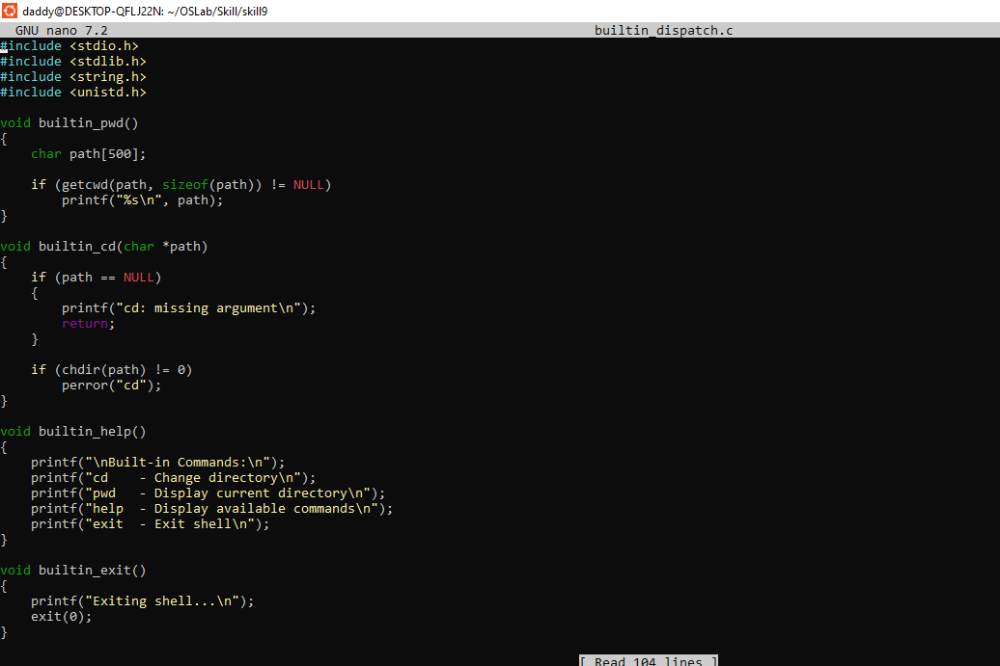 daddy@DESKTOP-QFLJ22N: ~/OSLab/Skill/skill9
GNU nano 7.2 builtin_dispatch.c
#include <stdio.h>
#include <stdlib.h>
#include <string.h>
#include <unistd.h>

void builtin_pwd()
{
    char path[500];

    if (getcwd(path, sizeof(path)) != NULL)
        printf("%s\n", path);
}

void builtin_cd(char *path)
{
    if (path == NULL)
    {
        printf("cd: missing argument\n");
        return;
    }

    if (chdir(path) != 0)
        perror("cd");
}

void builtin_help()
{
    printf("\nBuilt-in Commands:\n");
    printf("cd    - Change directory\n");
    printf("pwd   - Display current directory\n");
    printf("help  - Display available commands\n");
    printf("exit  - Exit shell\n");
}

void builtin_exit()
{
    printf("Exiting shell...\n");
    exit(0);
}

[ Read 104 lines ]